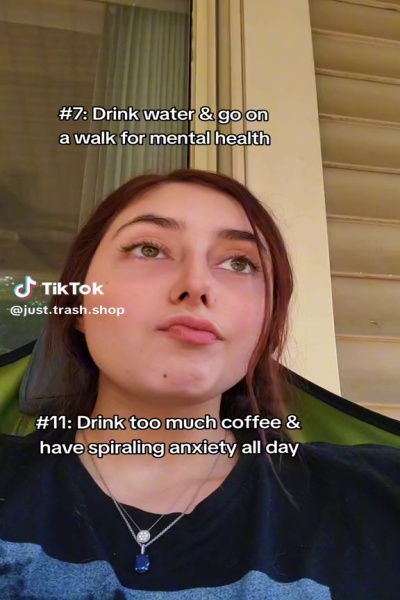 #7: Drink water & go on
a walk for mental health
TikTok
@just.trash.shop
#11: Drink too much coffee &
have spiraling anxiety all day